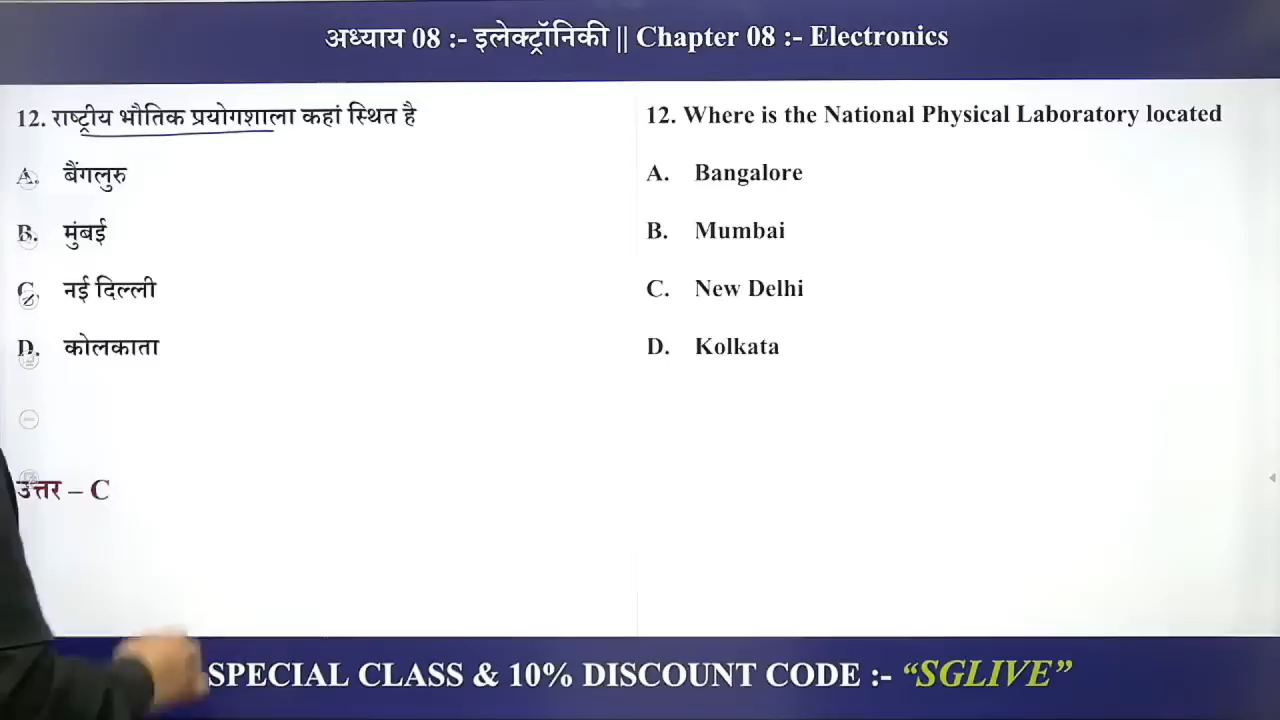 अध्याय 08 :- इलेक्ट्रॉनिकी || Chapter 08 :- Electronics
12. राष्ट्रीय भौतिक प्रयोगशाला कहां स्थित है
A. बैंगलुरु
B. मुंबई
C. नई दिल्ली
D. कोलकाता
उत्तर – C
12. Where is the National Physical Laboratory located
A. Bangalore
B. Mumbai
C. New Delhi
D. Kolkata
SPECIAL CLASS & 10% DISCOUNT CODE :- “SGLIVE”